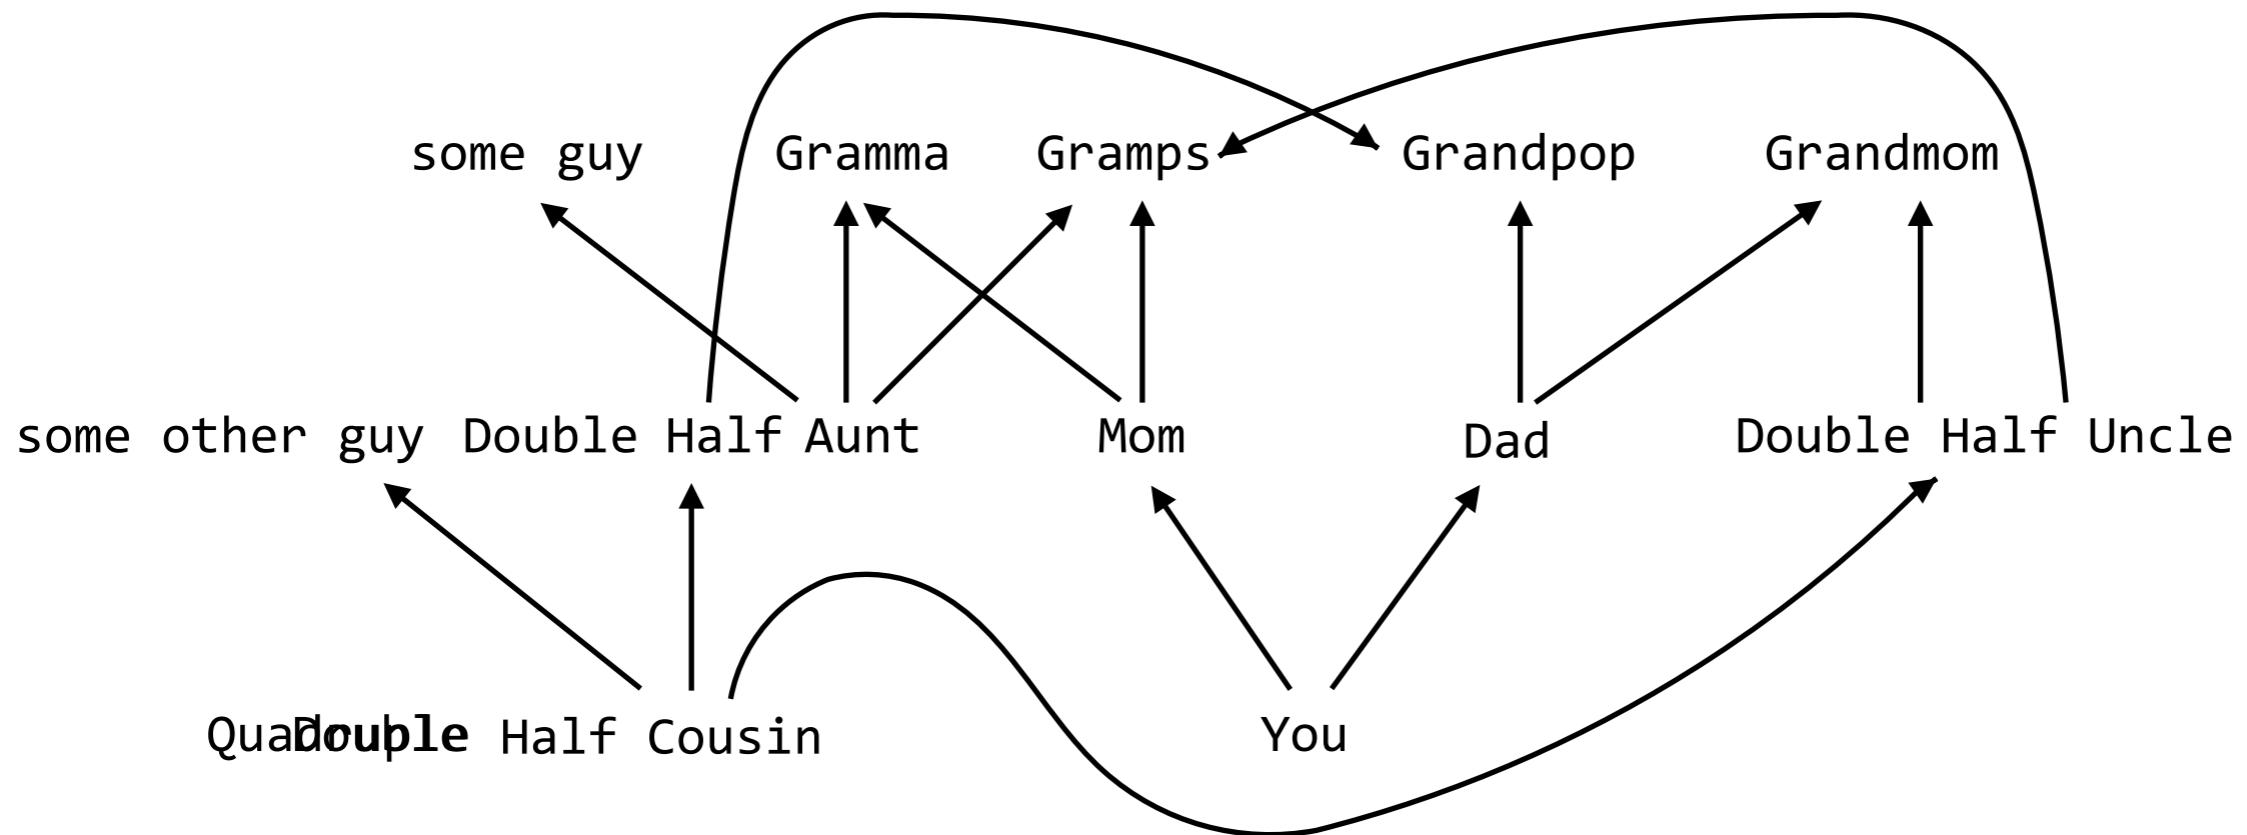 some guy Gramma Gramps Grandpop Grandmom
some other guy Double Half Aunt Mom Dad Double Half Uncle
Half Cousin You